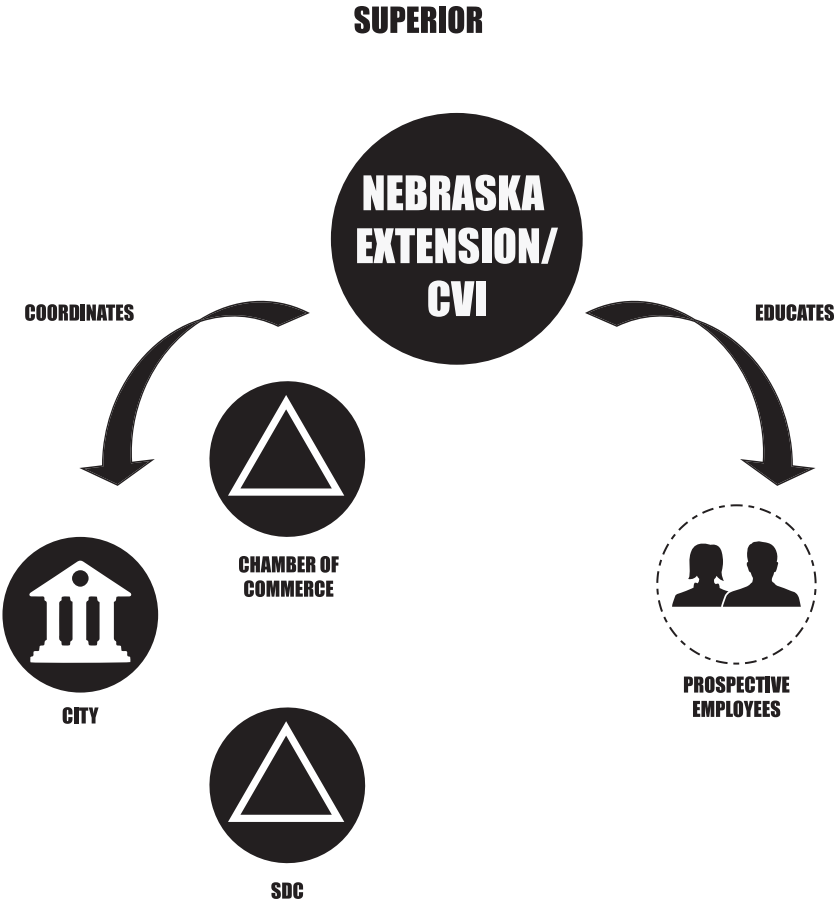 SUPERIOR
NEBRASKA
EXTENSION/
CVI
COORDINATES
EDUCATES
CHAMBER OF
COMMERCE
CITY
PROSPECTIVE
EMPLOYEES
SDC